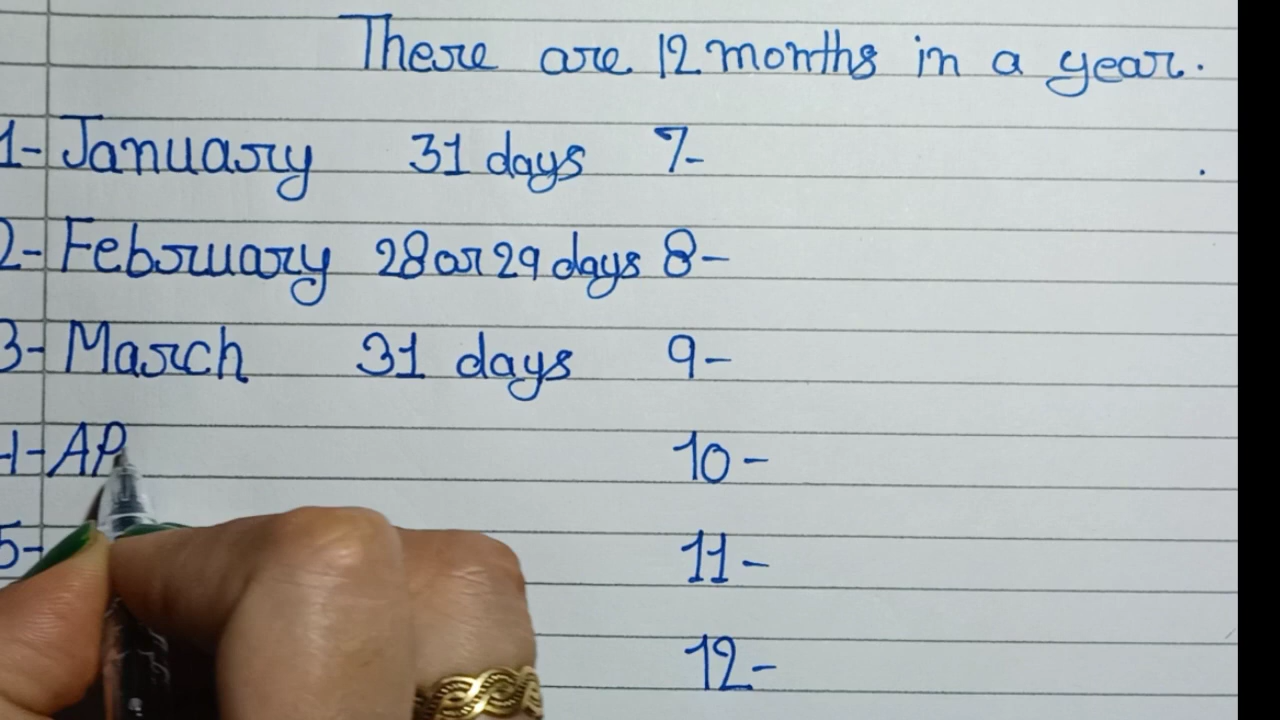 There are 12 months in a year.
1- January 31 days 7-
2- February 28 or 29 days 8-
3- March 31 days 9-
4- AP 10-
5- 11-
12-